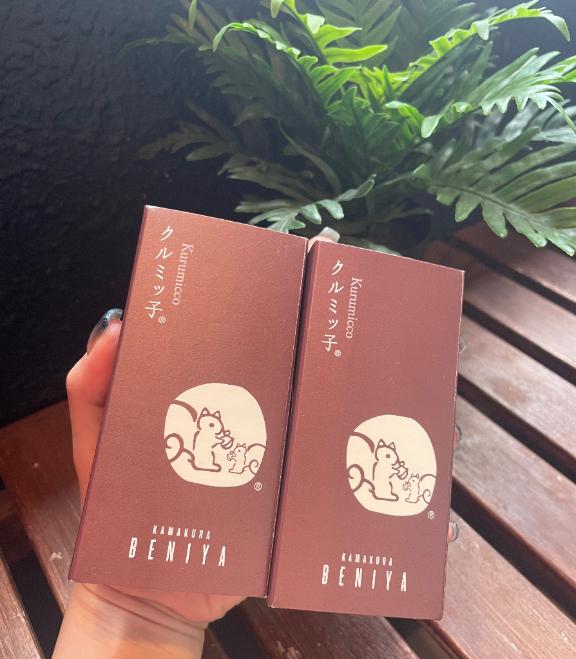 クルミッ子®
Kurumicco
®
KAMAKURA
BENIYA
クルミッ子®
Kurumicco
®
KAMAKURA
BENIYA